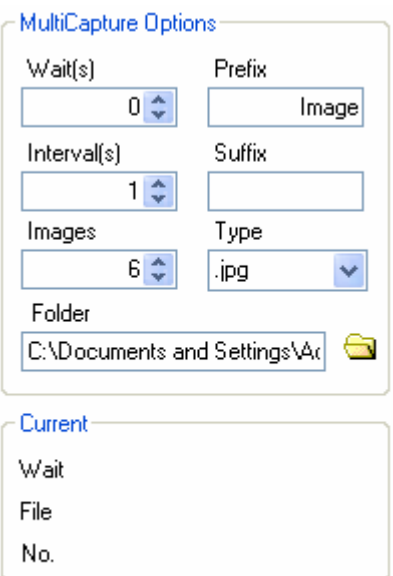 MultiCapture Options
Wait(s) Prefix
0 Image
Interval(s) Suffix
1
Images Type
6 .jpg
Folder
C:\Documents and Settings\Ac
Current
Wait
File
No.